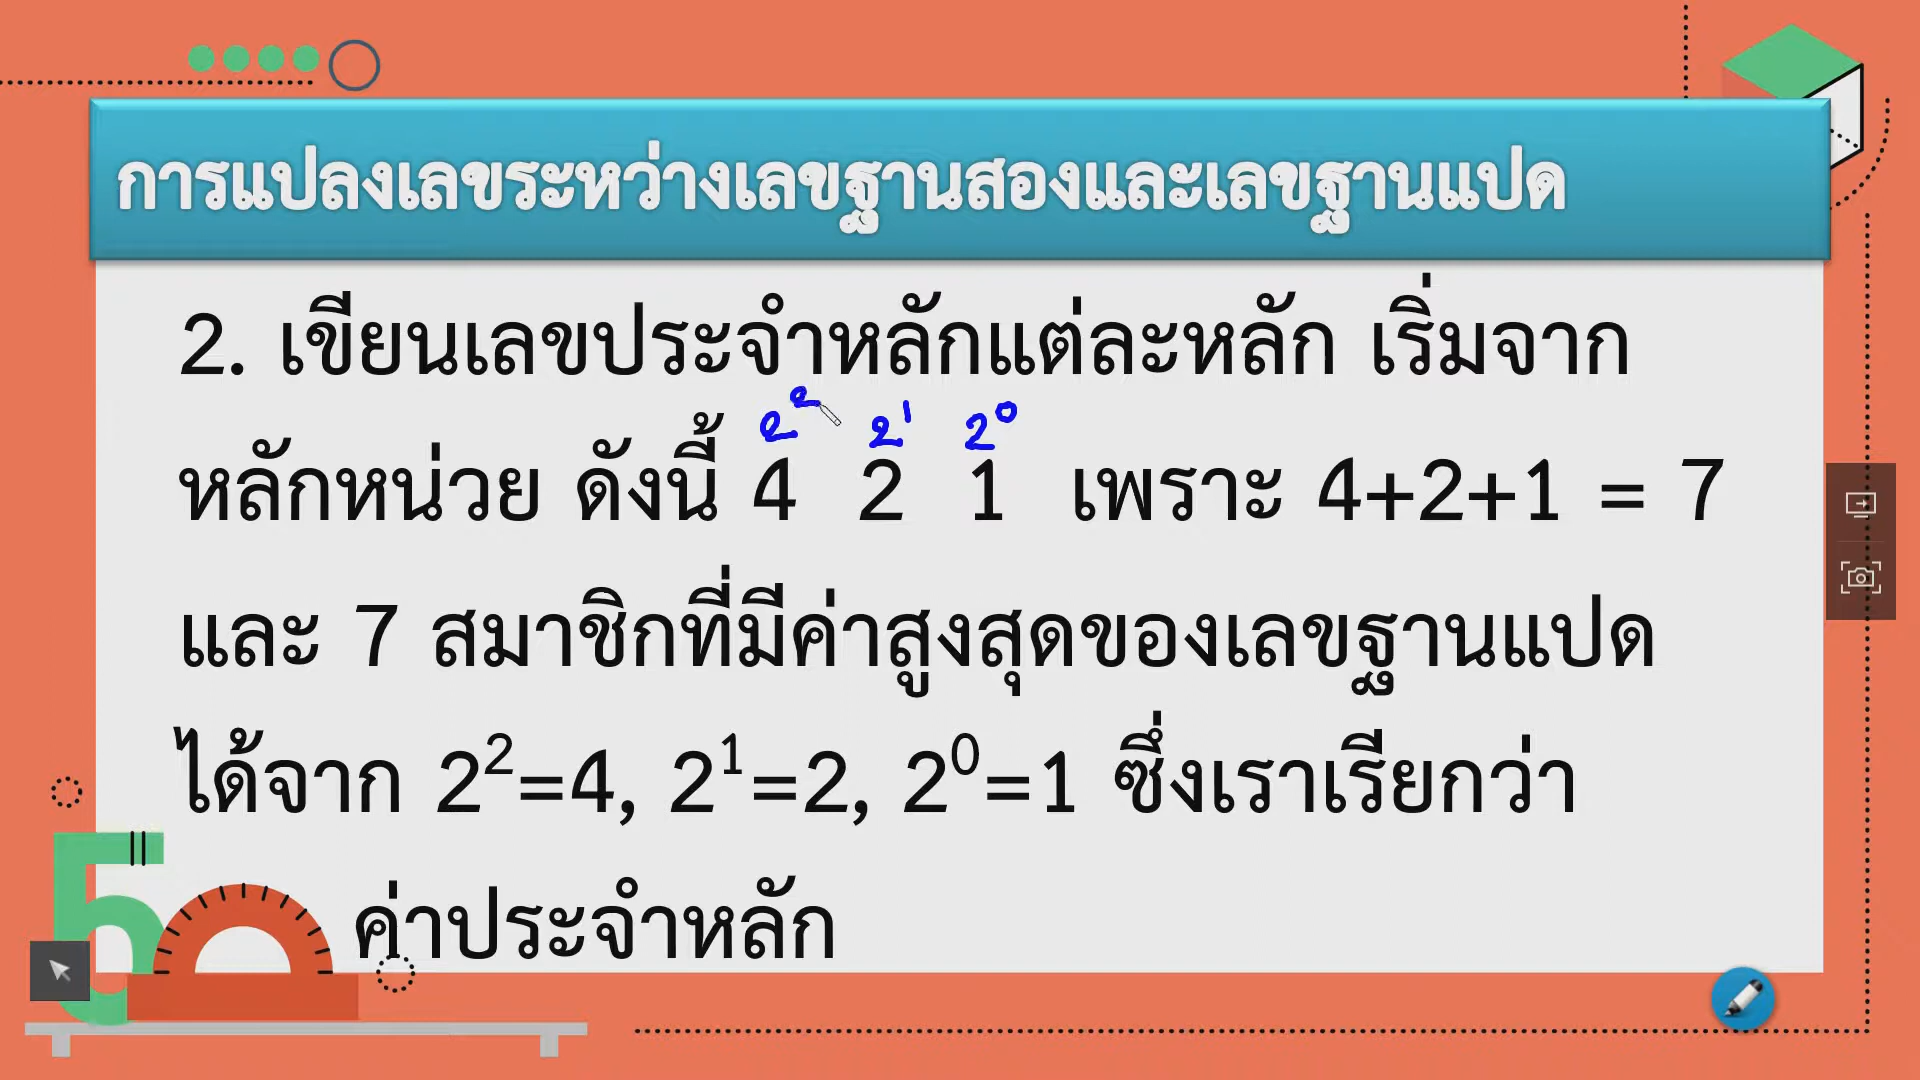 การแปลงเลขระหว่างเลขฐานสองและเลขฐานแปด
2. เขียนเลขประจำหลักแต่ละหลัก เริ่มจาก
2² 2¹ 2⁰
หลักหน่วย ดังนี้ 4 2 1 เพราะ 4+2+1 = 7
และ 7 สมาชิกที่มีค่าสูงสุดของเลขฐานแปด
ได้จาก 2²=4, 2¹=2, 2⁰=1 ซึ่งเราเรียกว่า
ค่าประจำหลัก